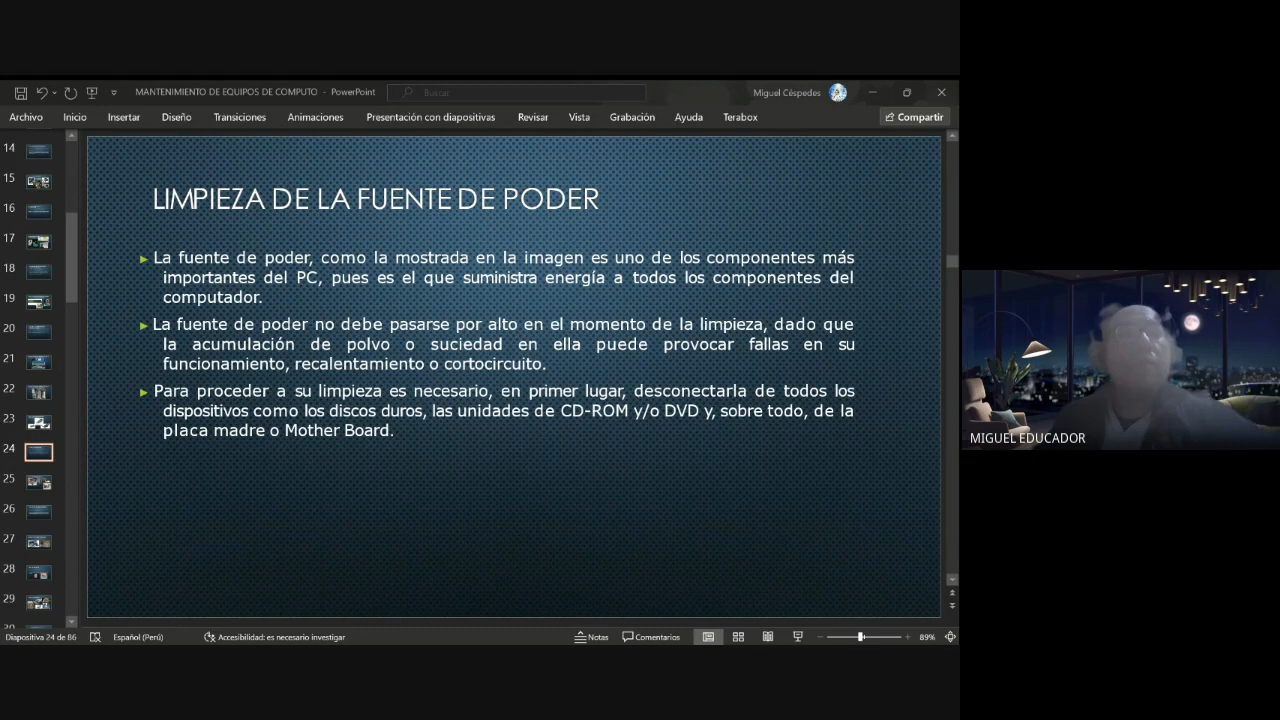 MANTENIMIENTO DE EQUIPOS DE COMPUTO - PowerPoint
Buscar
Miguel Céspedes
Archivo Inicio Insertar Diseño Transiciones Animaciones Presentación con diapositivas Revisar Vista Grabación Ayuda Terabox Compartir
14
15
16
17
18
19
20
21
22
23
24
25
26
27
28
29
30
LIMPIEZA DE LA FUENTE DE PODER
La fuente de poder, como la mostrada en la imagen es uno de los componentes más
importantes del PC, pues es el que suministra energía a todos los componentes del
computador.
La fuente de poder no debe pasarse por alto en el momento de la limpieza, dado que
la acumulación de polvo o suciedad en ella puede provocar fallas en su
funcionamiento, recalentamiento o cortocircuito.
Para proceder a su limpieza es necesario, en primer lugar, desconectarla de todos los
dispositivos como los discos duros, las unidades de CD-ROM y/o DVD y, sobre todo, de la
placa madre o Mother Board.
MIGUEL EDUCADOR
Diapositiva 24 de 86 Español (Perú) Accesibilidad: es necesario investigar Notas Comentarios 89%